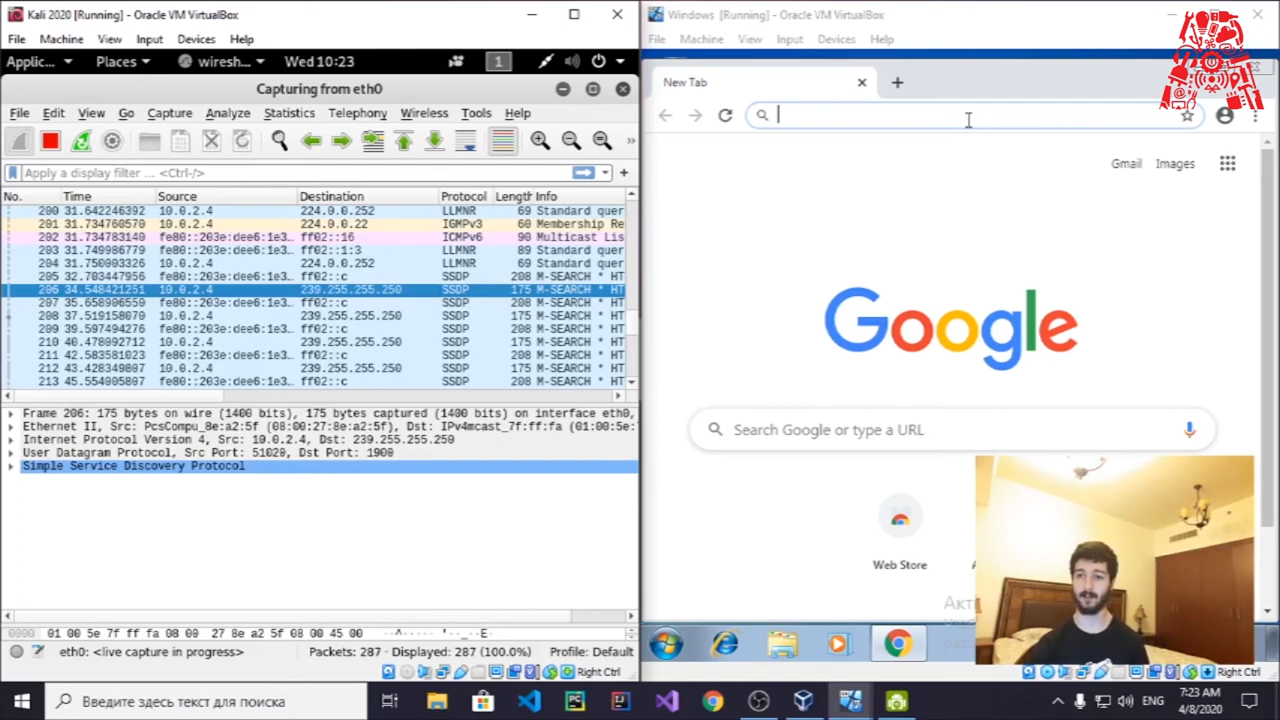 Kali 2020 [Running] - Oracle VM VirtualBox
File Machine View Input Devices Help
Applic... Places wiresh... Wed 10:23 1
Capturing from eth0
File Edit View Go Capture Analyze Statistics Telephony Wireless Tools Help
Apply a display filter ... <Ctrl-/>
No. Time Source Destination Protocol Length Info
200 31.642246392 10.0.2.4 224.0.0.252 LLMNR 69 Standard quer
201 31.734760570 10.0.2.4 224.0.0.22 IGMPv3 60 Membership Re
202 31.734783140 fe80::203e:dee6:1e3... ff02::16 ICMPv6 90 Multicast Lis
203 31.749986779 fe80::203e:dee6:1e3... ff02::1:3 LLMNR 89 Standard quer
204 31.750003326 10.0.2.4 224.0.0.252 LLMNR 69 Standard quer
205 32.703447956 fe80::203e:dee6:1e3... ff02::c SSDP 208 M-SEARCH * HT
206 34.548421251 10.0.2.4 239.255.255.250 SSDP 175 M-SEARCH * HT
207 35.658906550 fe80::203e:dee6:1e3... ff02::c SSDP 208 M-SEARCH * HT
208 37.519158070 10.0.2.4 239.255.255.250 SSDP 175 M-SEARCH * HT
209 39.597494276 fe80::203e:dee6:1e3... ff02::c SSDP 208 M-SEARCH * HT
210 40.478092712 10.0.2.4 239.255.255.250 SSDP 175 M-SEARCH * HT
211 42.583581023 fe80::203e:dee6:1e3... ff02::c SSDP 208 M-SEARCH * HT
212 43.428349807 10.0.2.4 239.255.255.250 SSDP 175 M-SEARCH * HT
213 45.554005807 fe80::203e:dee6:1e3... ff02::c SSDP 208 M-SEARCH * HT
Frame 206: 175 bytes on wire (1400 bits), 175 bytes captured (1400 bits) on interface eth0,
Ethernet II, Src: PcsCompu_8e:a2:5f (08:00:27:8e:a2:5f), Dst: IPv4mcast_7f:ff:fa (01:00:5e:7
Internet Protocol Version 4, Src: 10.0.2.4, Dst: 239.255.255.250
User Datagram Protocol, Src Port: 51020, Dst Port: 1900
Simple Service Discovery Protocol
0000 01 00 5e 7f ff fa 08 00 27 8e a2 5f 08 00 45 00
eth0: <live capture in progress> Packets: 287 · Displayed: 287 (100.0%) Profile: Default
Right Ctrl
Windows [Running] - Oracle VM VirtualBox
File Machine View Input Devices Help
New Tab
Gmail Images
Google
Search Google or type a URL
Web Store
Акти
Right Ctrl
Введите здесь текст для поиска
ENG
7:23 AM
4/8/2020